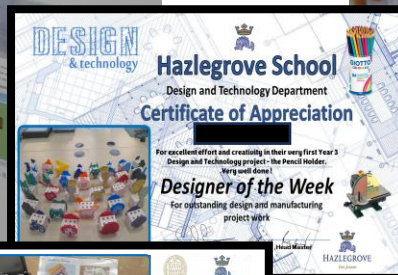 DESIGN
& technology
Hazlegrove School
GIOTTO
Design and Technology Department
Certificate of Appreciation
For excellent effort and creativity in their very first Year 3
Design and Technology project - the Pencil Holder.
Very well done!
Designer of the Week
For outstanding design and manufacturing
project work
Head Master
HAZLEGROVE